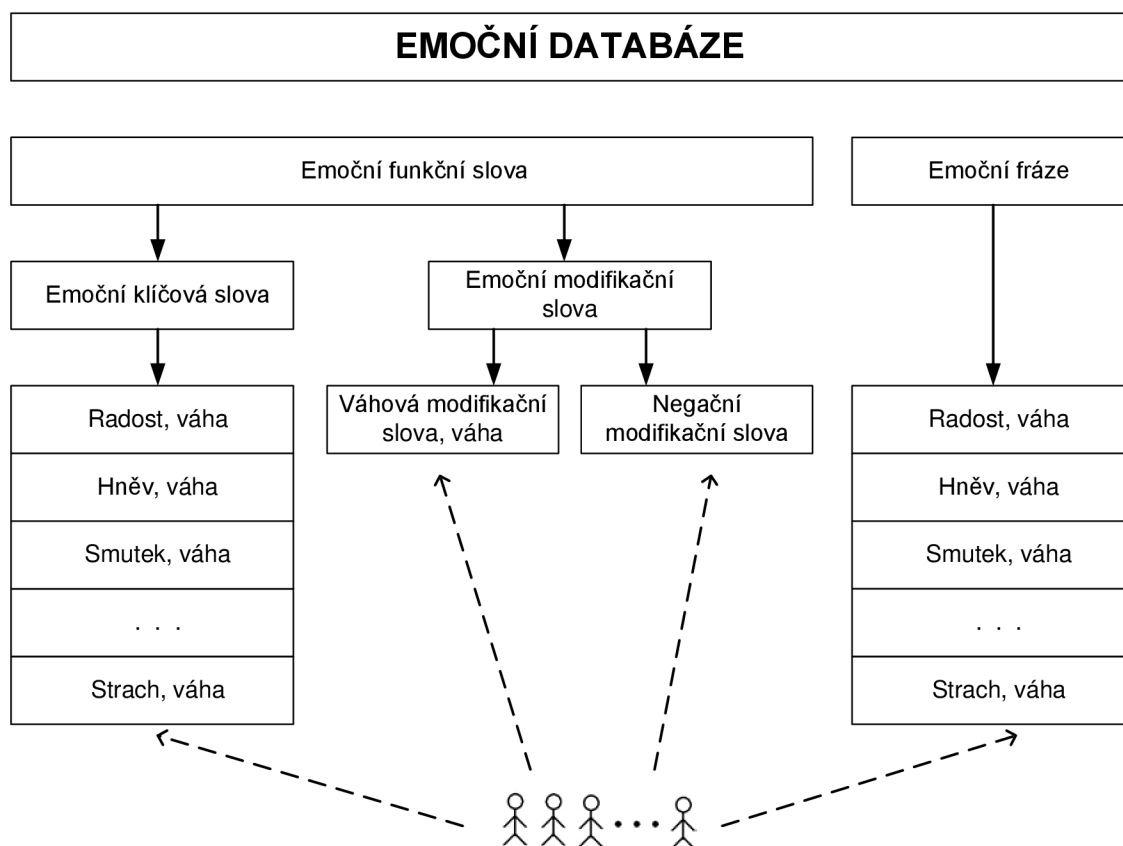 EMOČNÍ DATABÁZE
Emoční funkční slova
Emoční fráze
Emoční klíčová slova
Emoční modifikační
slova
Radost, váha
Hněv, váha
Smutek, váha
. . .
Strach, váha
Váhová modifikační
slova, váha
Negační
modifikační slova
Radost, váha
Hněv, váha
Smutek, váha
. . .
Strach, váha